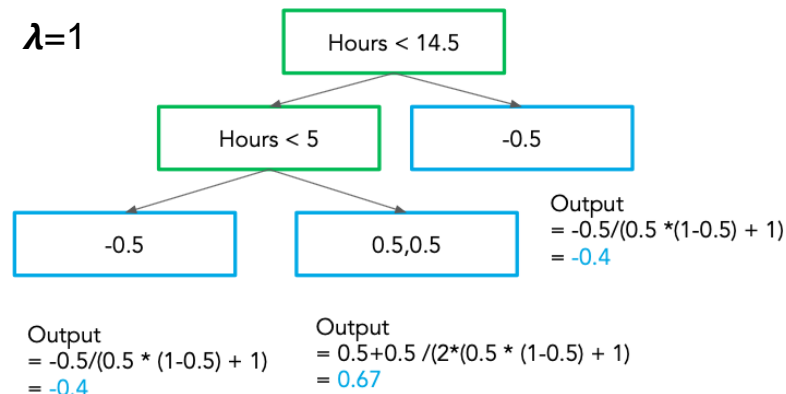 λ=1
Hours < 14.5
Hours < 5
-0.5
-0.5
0.5,0.5
Output
= -0.5/(0.5 *(1-0.5) + 1)
= -0.4
Output
= -0.5/(0.5 * (1-0.5) + 1)
= -0.4
Output
= 0.5+0.5 /(2*(0.5 * (1-0.5) + 1)
= 0.67